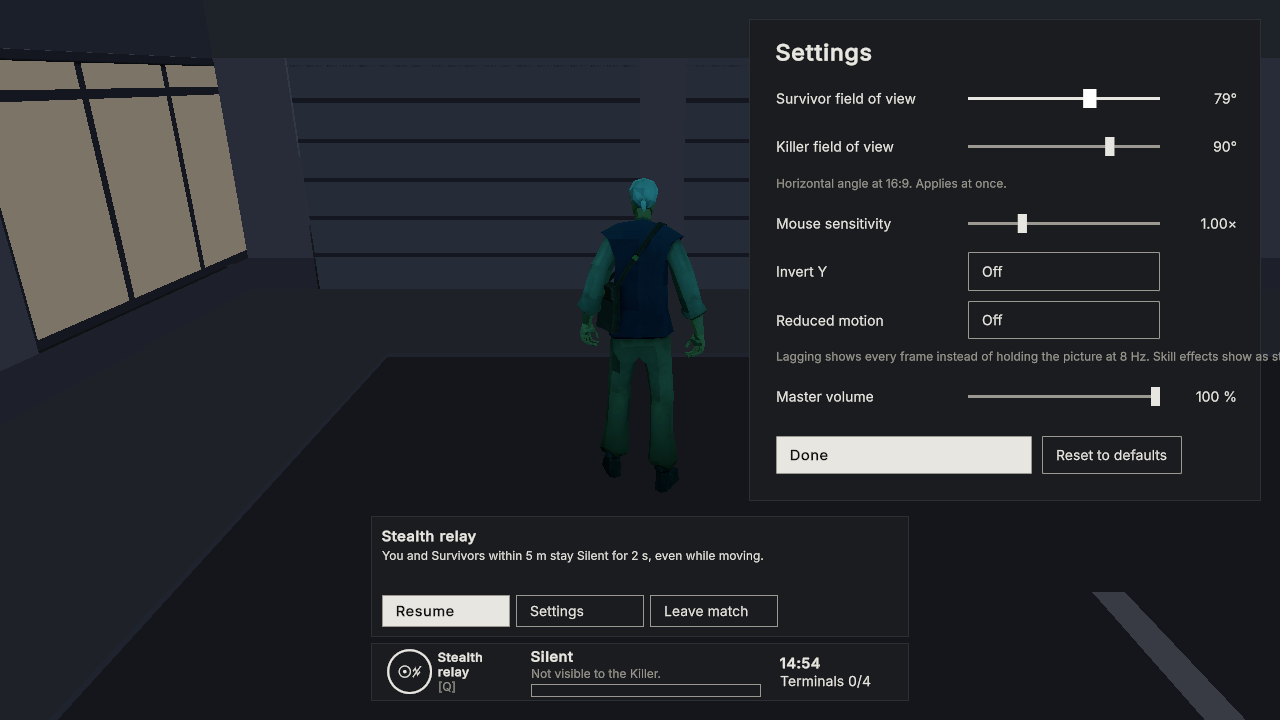 Settings
Survivor field of view 79°
Killer field of view 90°
Horizontal angle at 16:9. Applies at once.
Mouse sensitivity 1.00×
Invert Y Off
Reduced motion Off
Lagging shows every frame instead of holding the picture at 8 Hz. Skill effects show as
Master volume 100 %
Done Reset to defaults
Stealth relay
You and Survivors within 5 m stay Silent for 2 s, even while moving.
Resume Settings Leave match
Stealth relay
[Q]
Silent
Not visible to the Killer.
14:54
Terminals 0/4